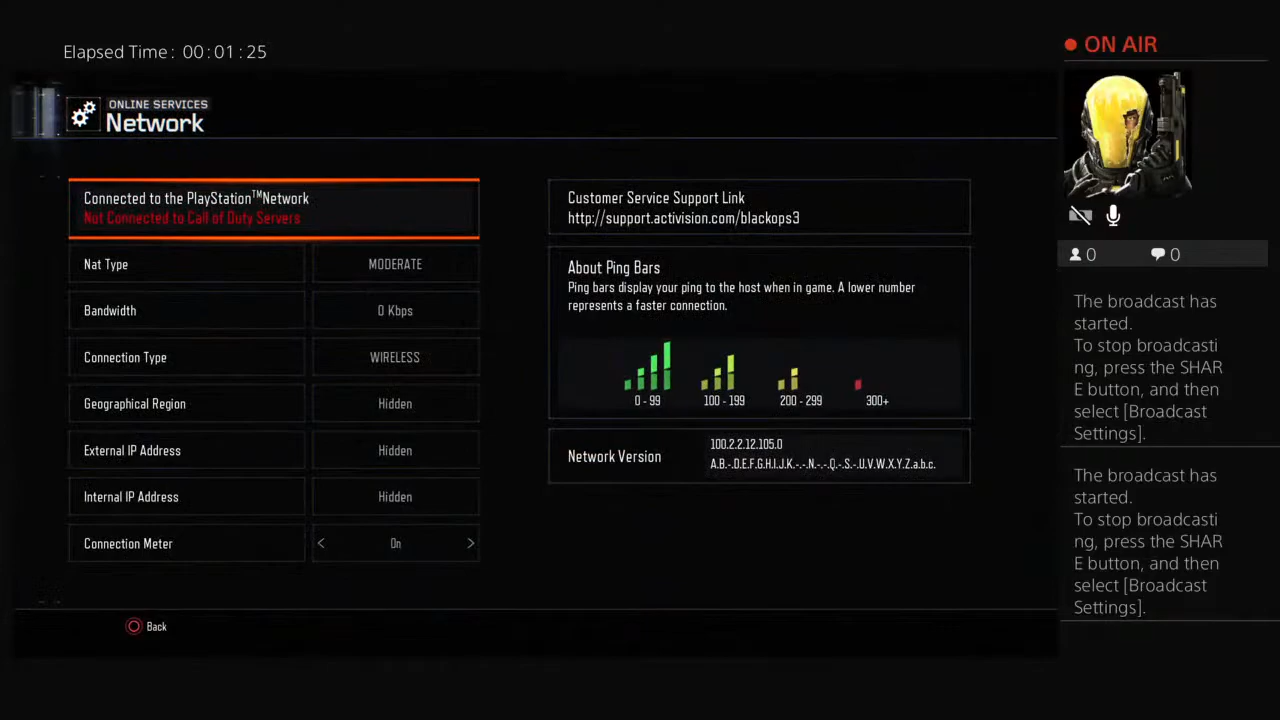 Elapsed Time: 00:01:25
ON AIR
ONLINE SERVICES
Network
Connected to the PlayStation™Network
Not Connected to Call of Duty Servers
Nat Type
MODERATE
Bandwidth
0 Kbps
Connection Type
WIRELESS
Geographical Region
Hidden
External IP Address
Hidden
Internal IP Address
Hidden
Connection Meter
< On >
Back
Customer Service Support Link
http://support.activision.com/blackops3
About Ping Bars
Ping bars display your ping to the host when in game. A lower number
represents a faster connection.
0 - 99
100 - 199
200 - 299
300+
Network Version
100.2.2.12.105.0
A.B.-.D.E.F.G.H.I.J.K.-.-.N.-.-.Q.-.S.-.U.V.W.X.Y.Z.a.b.c.
0
0
The broadcast has
started.
To stop broadcasti
ng, press the SHAR
E button, and then
select [Broadcast
Settings].
The broadcast has
started.
To stop broadcasti
ng, press the SHAR
E button, and then
select [Broadcast
Settings].